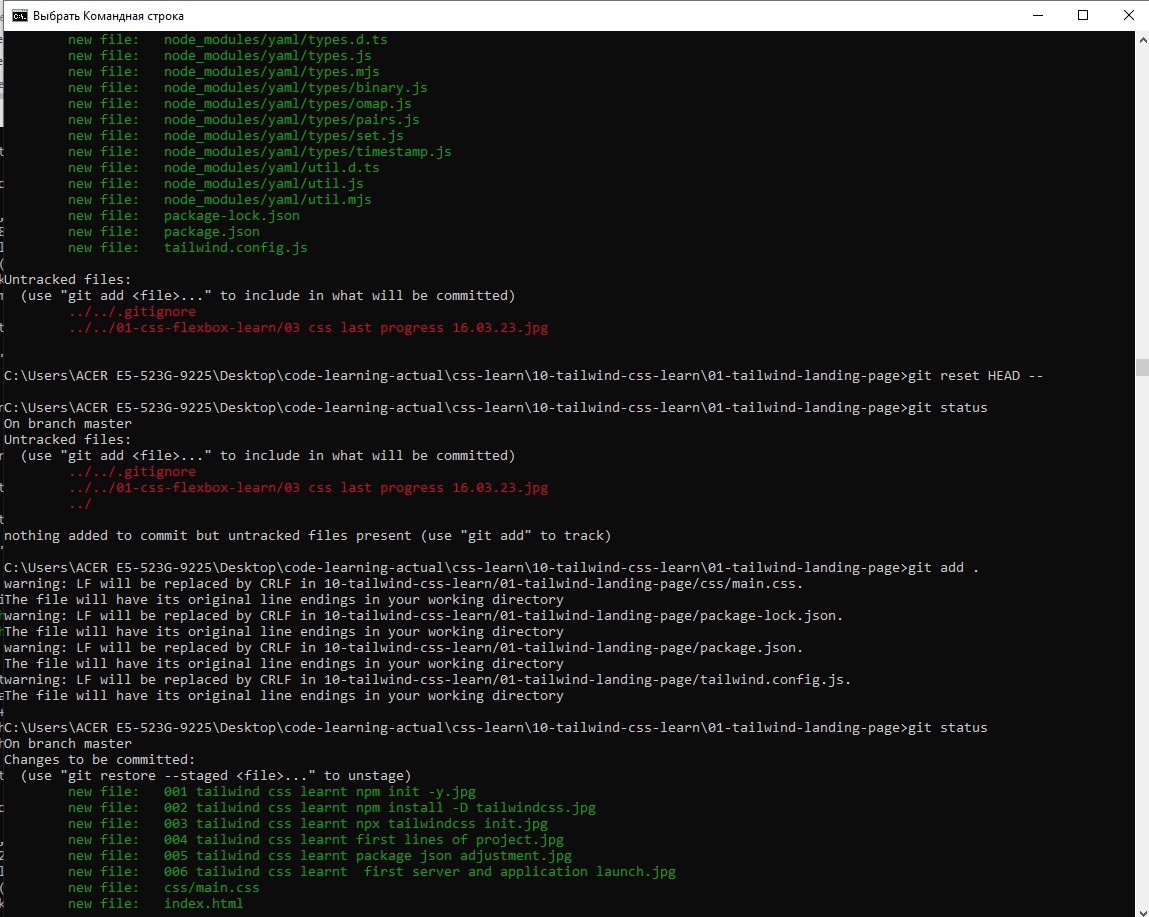 Выбрать Командная строка
new file:   node_modules/yaml/types.d.ts
new file:   node_modules/yaml/types.js
new file:   node_modules/yaml/types.mjs
new file:   node_modules/yaml/types/binary.js
new file:   node_modules/yaml/types/omap.js
new file:   node_modules/yaml/types/pairs.js
new file:   node_modules/yaml/types/set.js
new file:   node_modules/yaml/types/timestamp.js
new file:   node_modules/yaml/util.d.ts
new file:   node_modules/yaml/util.js
new file:   node_modules/yaml/util.mjs
new file:   package-lock.json
new file:   package.json
new file:   tailwind.config.js
Untracked files:
(use "git add <file>..." to include in what will be committed)
../../.gitignore
../../01-css-flexbox-learn/03 css last progress 16.03.23.jpg
C:\Users\ACER E5-523G-9225\Desktop\code-learning-actual\css-learn\10-tailwind-css-learn\01-tailwind-landing-page>git reset HEAD --
C:\Users\ACER E5-523G-9225\Desktop\code-learning-actual\css-learn\10-tailwind-css-learn\01-tailwind-landing-page>git status
On branch master
Untracked files:
(use "git add <file>..." to include in what will be committed)
../../.gitignore
../../01-css-flexbox-learn/03 css last progress 16.03.23.jpg
../
nothing added to commit but untracked files present (use "git add" to track)
C:\Users\ACER E5-523G-9225\Desktop\code-learning-actual\css-learn\10-tailwind-css-learn\01-tailwind-landing-page>git add .
warning: LF will be replaced by CRLF in 10-tailwind-css-learn/01-tailwind-landing-page/css/main.css.
The file will have its original line endings in your working directory
warning: LF will be replaced by CRLF in 10-tailwind-css-learn/01-tailwind-landing-page/package-lock.json.
The file will have its original line endings in your working directory
warning: LF will be replaced by CRLF in 10-tailwind-css-learn/01-tailwind-landing-page/package.json.
The file will have its original line endings in your working directory
warning: LF will be replaced by CRLF in 10-tailwind-css-learn/01-tailwind-landing-page/tailwind.config.js.
The file will have its original line endings in your working directory
C:\Users\ACER E5-523G-9225\Desktop\code-learning-actual\css-learn\10-tailwind-css-learn\01-tailwind-landing-page>git status
On branch master
Changes to be committed:
(use "git restore --staged <file>..." to unstage)
new file:   001 tailwind css learnt npm init -y.jpg
new file:   002 tailwind css learnt npm install -D tailwindcss.jpg
new file:   003 tailwind css learnt npx tailwindcss init.jpg
new file:   004 tailwind css learnt first lines of project.jpg
new file:   005 tailwind css learnt package json adjustment.jpg
new file:   006 tailwind css learnt  first server and application launch.jpg
new file:   css/main.css
new file:   index.html